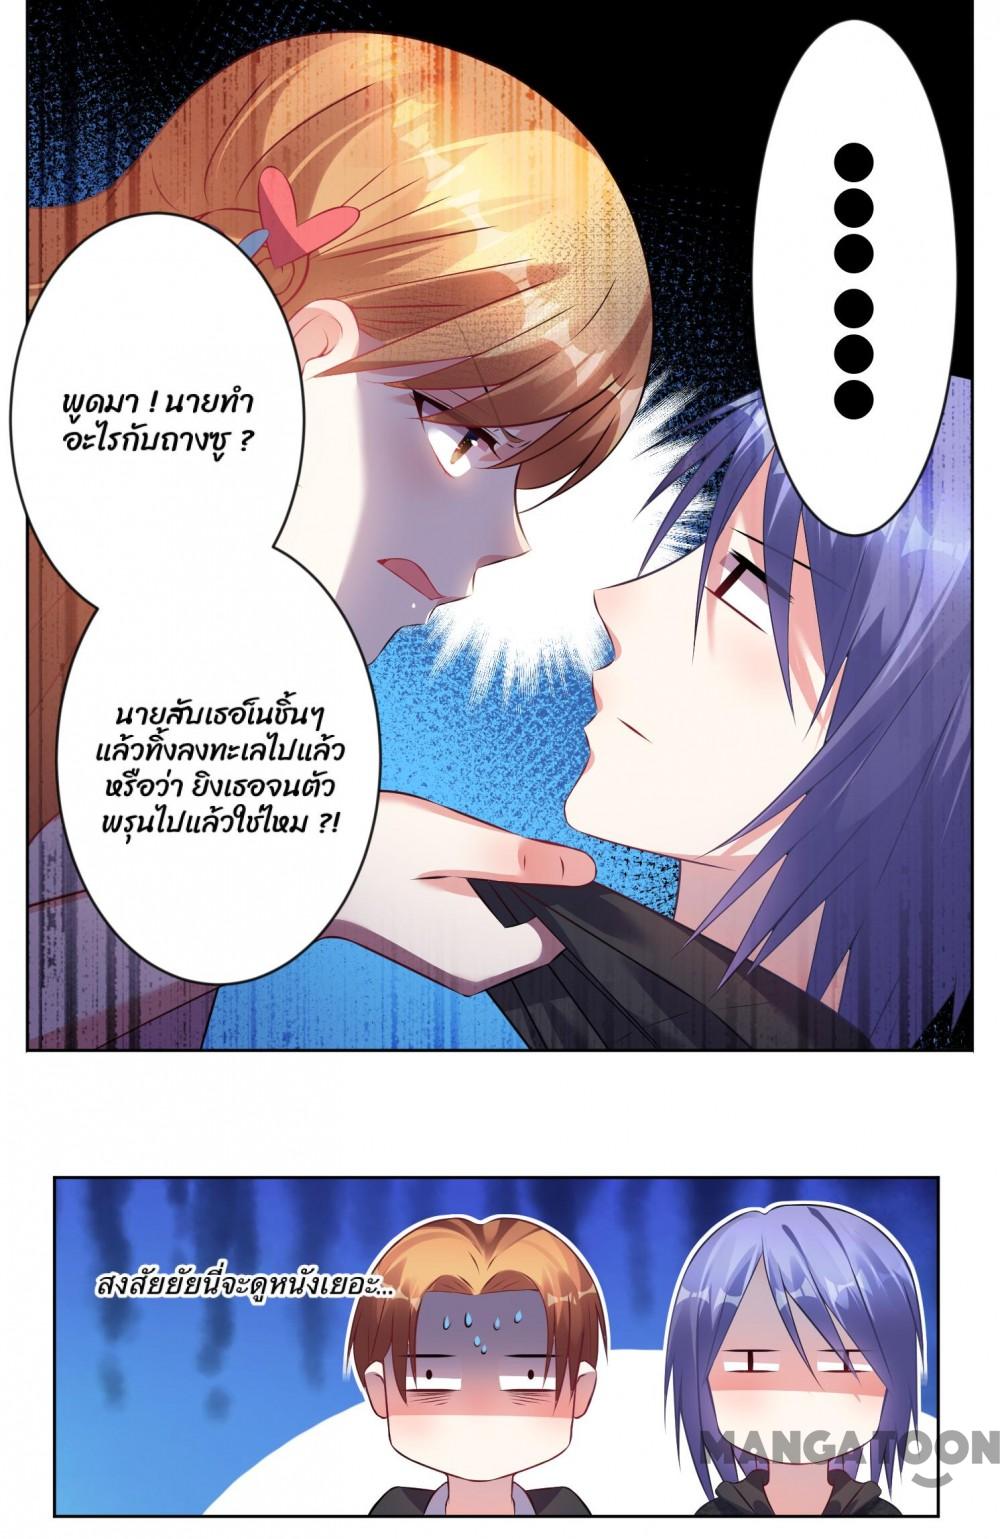 พูดมา ! นายทำ
อะไรกับถางซู ?
นายสับเธอเ็นชิ้นๆ
แล้วทิ้งลงทะเลไปแล้ว
หรือว่า ยิงเธอจนตัว
พรุนไปแล้วใช่ไหม ?!
สงสัยยัยนี่จะดูหนังเยอะ...
MANGATOON